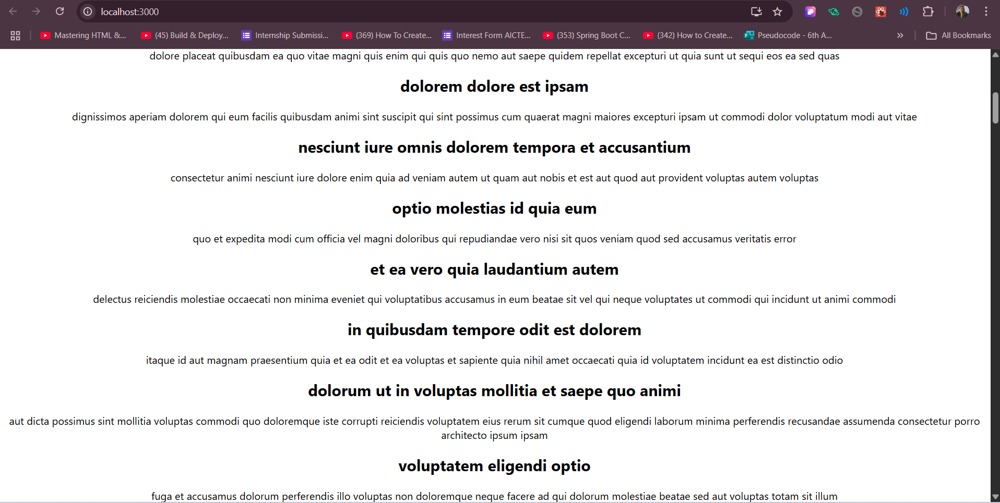 localhost:3000
Mastering HTML &...
(45) Build & Deploy...
Internship Submissi...
(369) How To Create...
Interest Form AICTE...
(353) Spring Boot C...
(342) How to Create...
Pseudocode - 6th A...
All Bookmarks
dolore placeat quibusdam ea quo vitae magni quis enim qui quis quo nemo aut saepe quidem repellat excepturi ut quia sunt ut sequi eos ea sed quas
dolorem dolore est ipsam
dignissimos aperiam dolorem qui eum facilis quibusdam animi sint suscipit qui sint possimus cum quaerat magni maiores excepturi ipsam ut commodi dolor voluptatum modi aut vitae
nesciunt iure omnis dolorem tempora et accusantium
consectetur animi nesciunt iure dolore enim quia ad veniam autem ut quam aut nobis et est aut quod aut provident voluptas autem voluptas
optio molestias id quia eum
quo et expedita modi cum officia vel magni doloribus qui repudiandae vero nisi sit quos veniam quod sed accusamus veritatis error
et ea vero quia laudantium autem
delectus reiciendis molestiae occaecati non minima eveniet qui voluptatibus accusamus in eum beatae sit vel qui neque voluptates ut commodi qui incidunt ut animi commodi
in quibusdam tempore odit est dolorem
itaque id aut magnam praesentium quia et ea odit et ea voluptas et sapiente quia nihil amet occaecati quia id voluptatem incidunt ea est distinctio odio
dolorum ut in voluptas mollitia et saepe quo animi
aut dicta possimus sint mollitia voluptas commodi quo doloremque iste corrupti reiciendis voluptatem eius rerum sit cumque quod eligendi laborum minima perferendis recusandae assumenda consectetur porro
architecto ipsum ipsam
voluptatem eligendi optio
fuga et accusamus dolorum perferendis illo voluptas non doloremque neque facere ad qui dolorum molestiae beatae sed aut voluptas totam sit illum